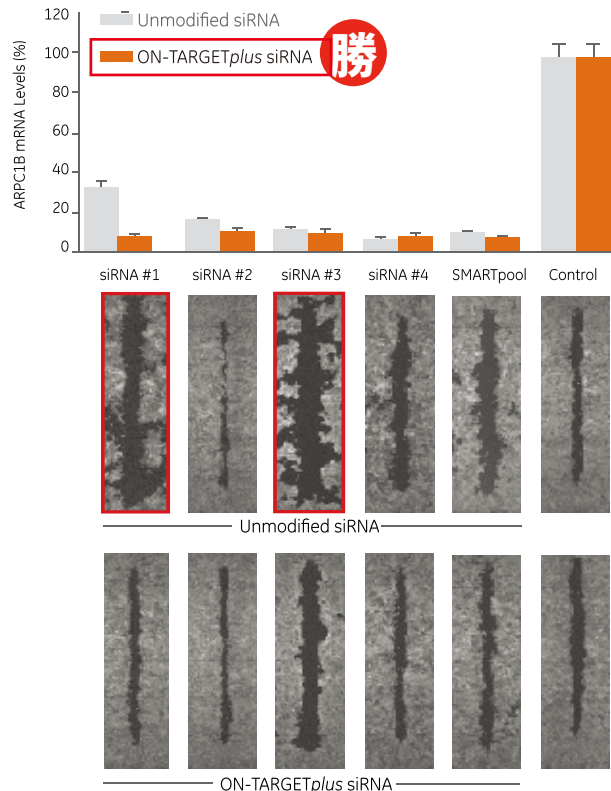 Unmodified siRNA
ON-TARGETplus siRNA
勝
ARPC1B mRNA Levels (%)
120
100
80
60
40
20
0
siRNA #1 siRNA #2 siRNA #3 siRNA #4 SMARTpool Control
Unmodified siRNA
ON-TARGETplus siRNA